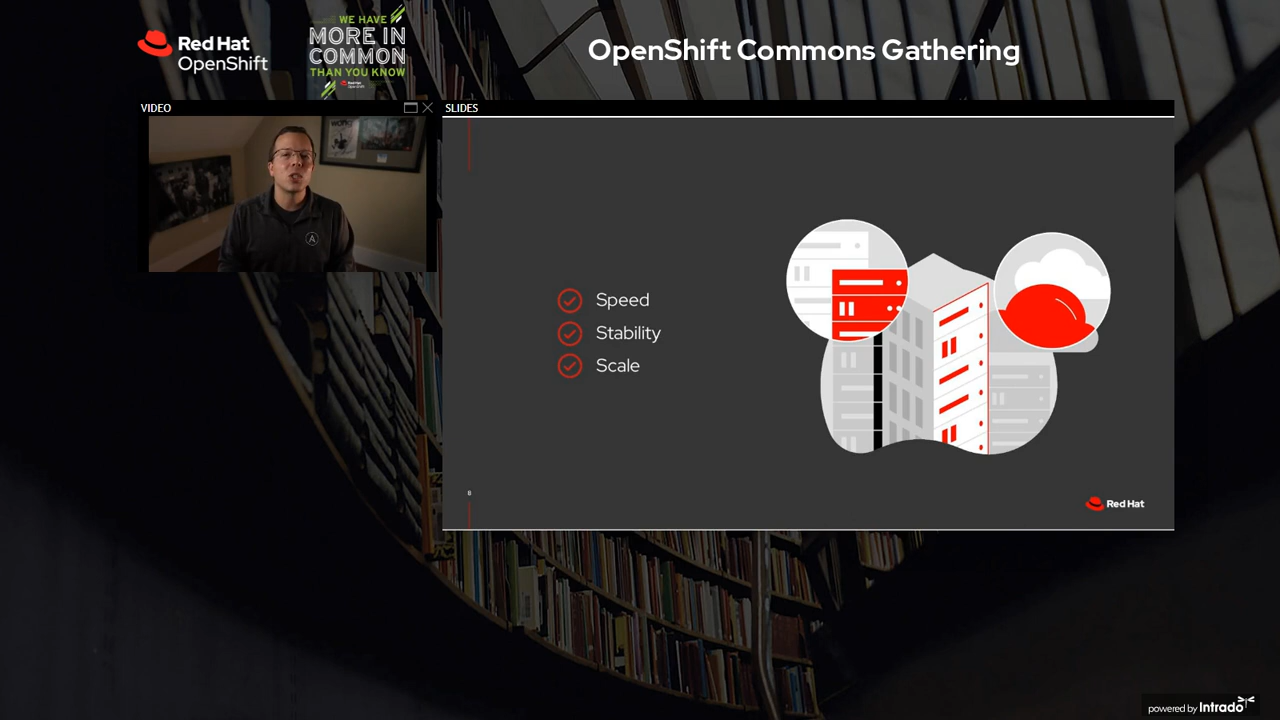 Red Hat
OpenShift
WE HAVE
MORE IN
COMMON
THAN YOU KNOW
OpenShift Commons Gathering
VIDEO
SLIDES
A
Speed
Stability
Scale
8
Red Hat
powered by Intrado